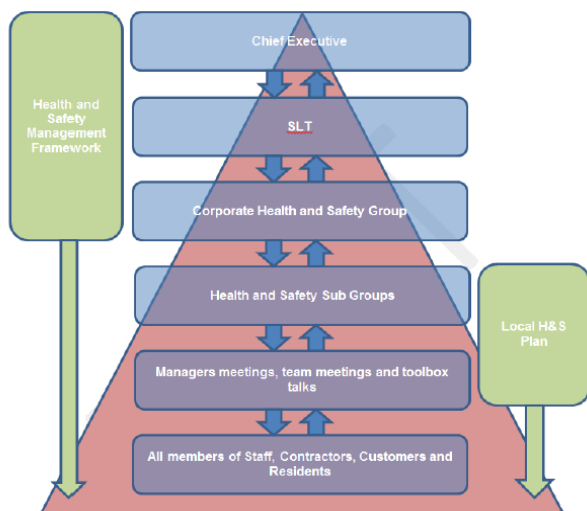 Chief Executive
Health and
Safety
Management
Framework
SLT
Corporate Health and Safety Group
Health and Safety Sub Groups
Local H&S
Plan
Managers meetings, team meetings and toolbox
talks
All members of Staff, Contractors, Customers and
Residents